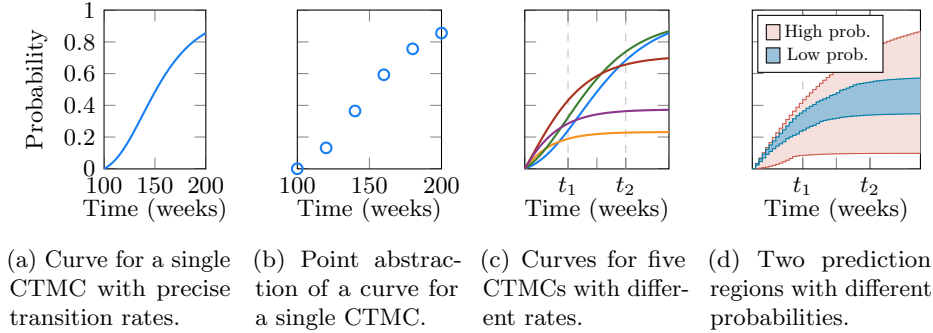 Probability
1
0.8
0.6
0.4
0.2
0
100 150 200
Time (weeks)
100 150 200
Time (weeks)
t1 t2
Time (weeks)
High prob.
Low prob.
t1 t2
Time (weeks)
(a) Curve for a single
CTMC with precise
transition rates.
(b) Point abstrac-
tion of a curve for
a single CTMC.
(c) Curves for five
CTMCs with differ-
ent rates.
(d) Two prediction
regions with different
probabilities.